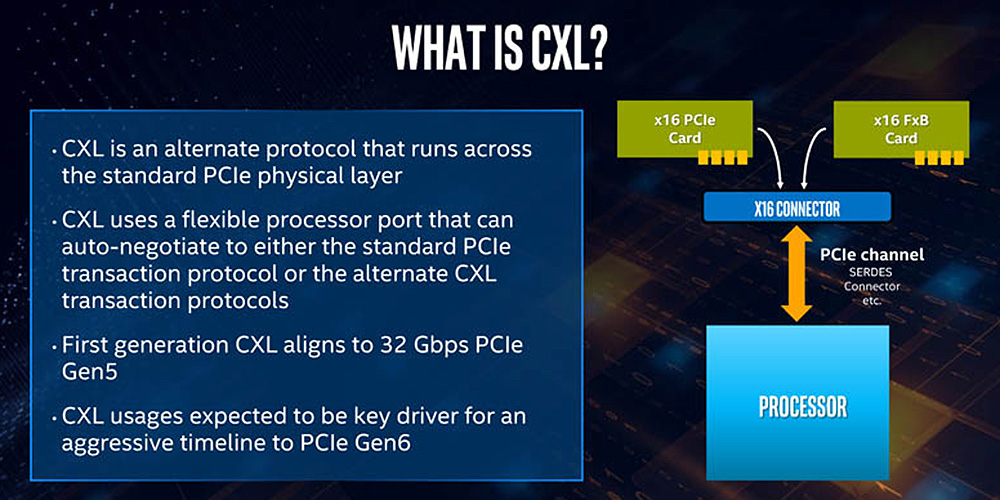 WHAT IS CXL?
· CXL is an alternate protocol that runs across
the standard PCIe physical layer
· CXL uses a flexible processor port that can
auto-negotiate to either the standard PCIe
transaction protocol or the alternate CXL
transaction protocols
· First generation CXL aligns to 32 Gbps PCIe
Gen5
· CXL usages expected to be key driver for an
aggressive timeline to PCIe Gen6
x16 PCIe
Card
x16 FxB
Card
X16 CONNECTOR
PCIe channel
SERDES
Connector
etc.
PROCESSOR